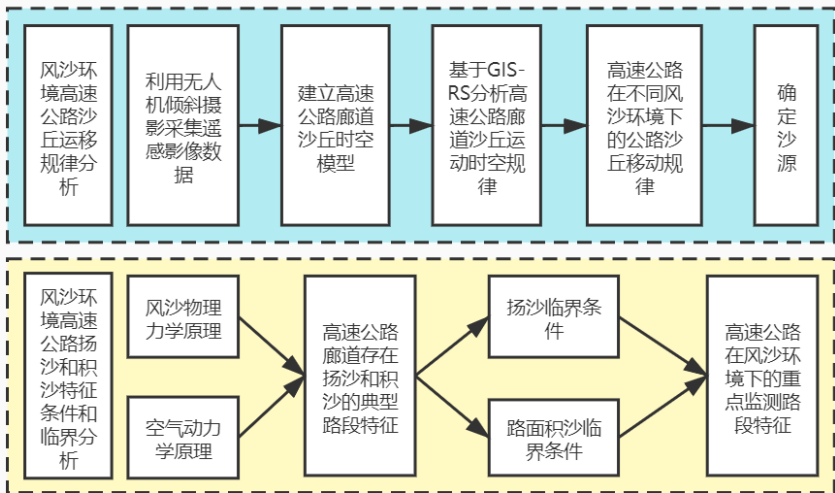 风沙环
境高速
公路沙
丘运移
规律分
析
利用无人
机倾斜摄
影采集遥
感影像数
据
建立高速
公路廊道
沙丘时空
模型
基于GIS-
RS分析高
速公路廊
道沙丘运
动时空规
律
高速公路
在不同风
沙环境下
的公路沙
丘移动规
律
确
定
沙
源
风沙环
境高速
公路扬
沙和积
沙特征
条件和
临界分
析
风沙物理
力学原理
空气动力
学原理
高速公路
廊道存在
扬沙和积
沙的典型
路段特征
扬沙临界条
件
路面积沙临
界条件
高速公路
在风沙环
境下的重
点监测路
段特征